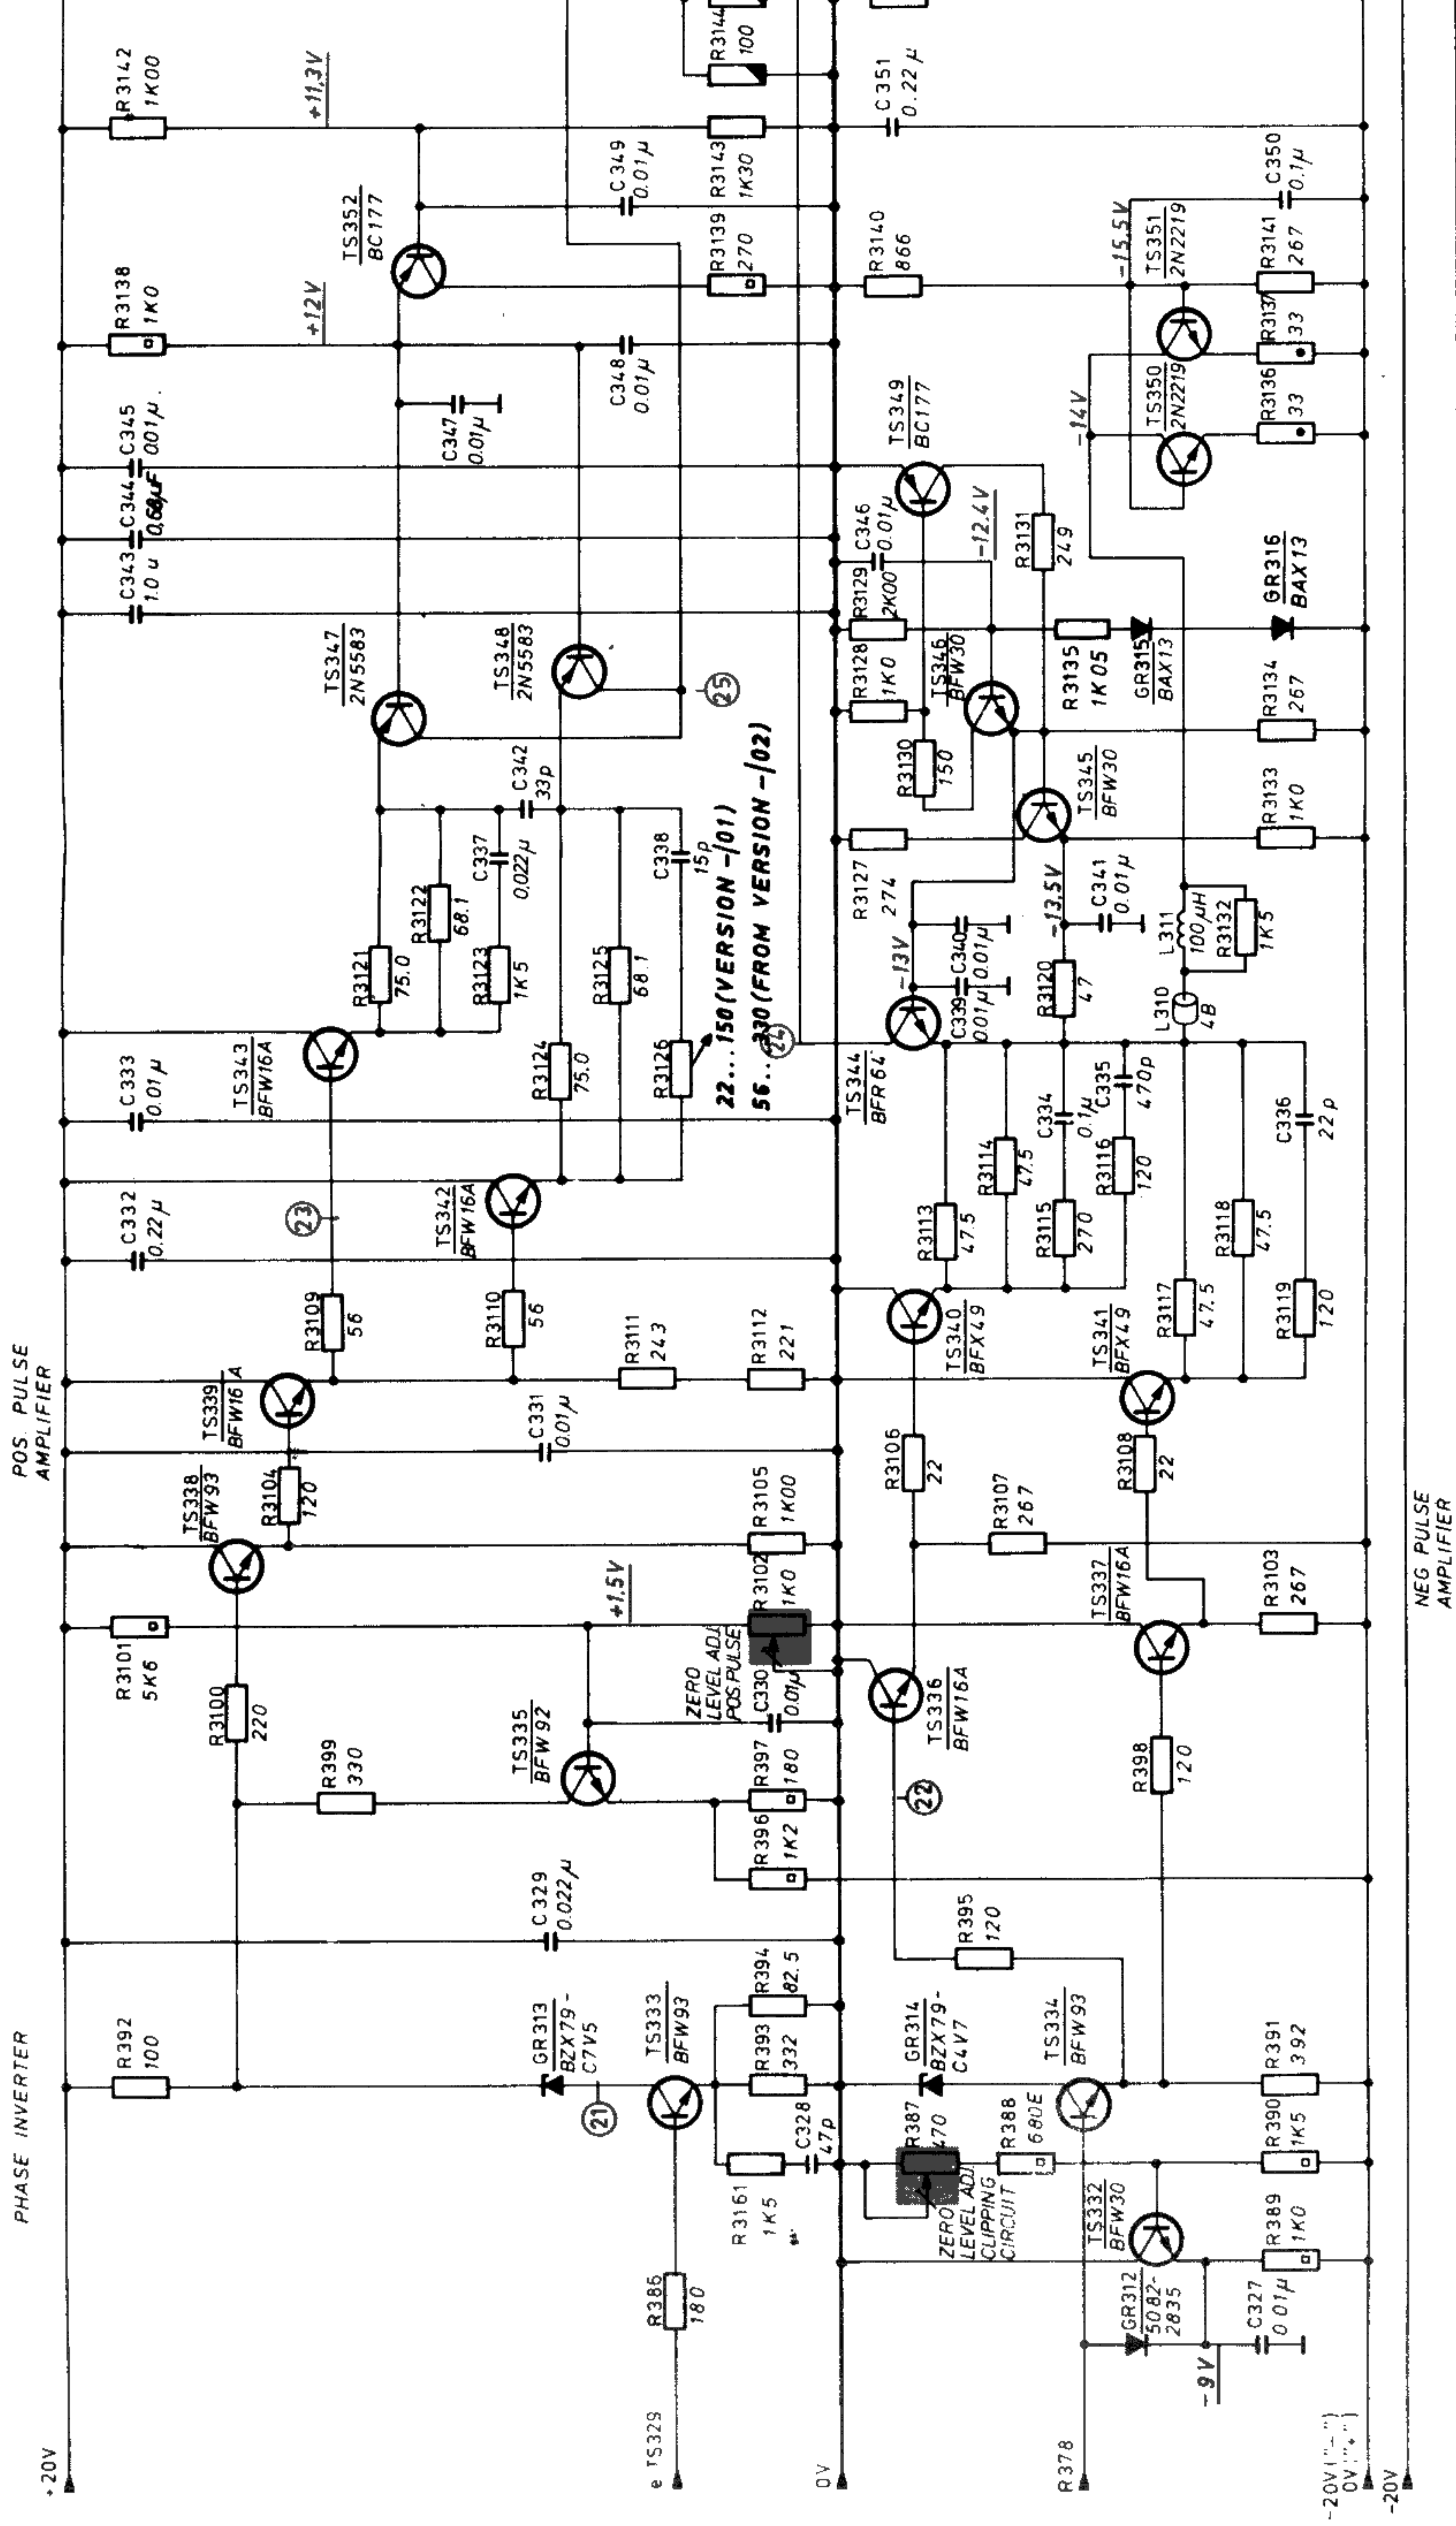 PHASE INVERTER
POS. PULSE
AMPLIFIER
NEG PULSE
AMPLIFIER
+20V
e TS329
0V
R378
-20V ("-")
0V ("+")
-20V
R392
100
GR313
BZX79-
C7V5
21
TS333
BFW93
R386
180
R3161
1K5
C328
47p
R393
332
R394
82.5
C329
0.022µ
GR314
BZX79-
C4V7
R387
470
R388
680E
ZERO
LEVEL ADJ.
CLIPPING
CIRCUIT
TS334
BFW93
TS332
BFW30
GR312
5082-
2835
-9V
C327
0.01µ
R389
1K0
R390
1K5
R391
392
R395
120
R398
120
22
TS336
BFW16A
TS337
BFW16A
R3103
267
R399
330
R3100
220
TS335
BFW92
R396
1K2
R397
180
C330
0.01µ
ZERO
LEVEL ADJ.
POS.PULSE
R3101
5K6
+1.5V
R3102
1K0
R3105
1K00
TS338
BFW93
R3104
120
TS339
BFW16A
C331
0.01µ
R3106
22
R3107
267
R3108
22
R3109
56
R3110
56
R3111
243
R3112
221
TS340
BFX49
TS341
BFX49
C332
0.22µ
23
C333
0.01µ
TS342
BFW16A
TS343
BFW16A
R3113
47.5
R3114
47.5
R3115
270
C334
0.1µ
R3116
120
C335
470p
R3117
47.5
R3118
47.5
R3119
120
C336
22p
R3121
75.0
R3122
68.1
R3123
1K5
C337
0.022µ
C342
33p
R3124
75.0
R3125
68.1
R3126
C338
15p
22...150(VERSION -/01)
56...330(FROM VERSION -/02)
24
TS344
BFR64
-13V
C339
0.01µ
C340
0.01µ
R3120
47
-13.5V
C341
0.01µ
L310
4B
L311
100µH
R3132
1K5
R3127
274
TS345
BFW30
R3133
1K0
R3134
267
R3130
150
R3128
1K0
R3129
2K00
TS346
BFW30
C346
0.01µ
-12.4V
R3135
1K05
GR315
BAX13
GR316
BAX13
R3131
249
TS349
BC177
TS347
2N5583
TS348
2N5583
25
C343
1.0u
C344
0,68µF
C345
0.01µ
C347
0.01µ
C348
0.01µ
R3138
1K0
+12V
TS352
BC177
C349
0.01µ
R3139
270
R3142
1K00
+11,3V
R3143
1K30
R3144
100
R3140
866
C351
0.22µ
-14V
-15.5V
TS350
2N2219
TS351
2N2219
R3136
33
R3137
33
R3141
267
C350
0.1µ